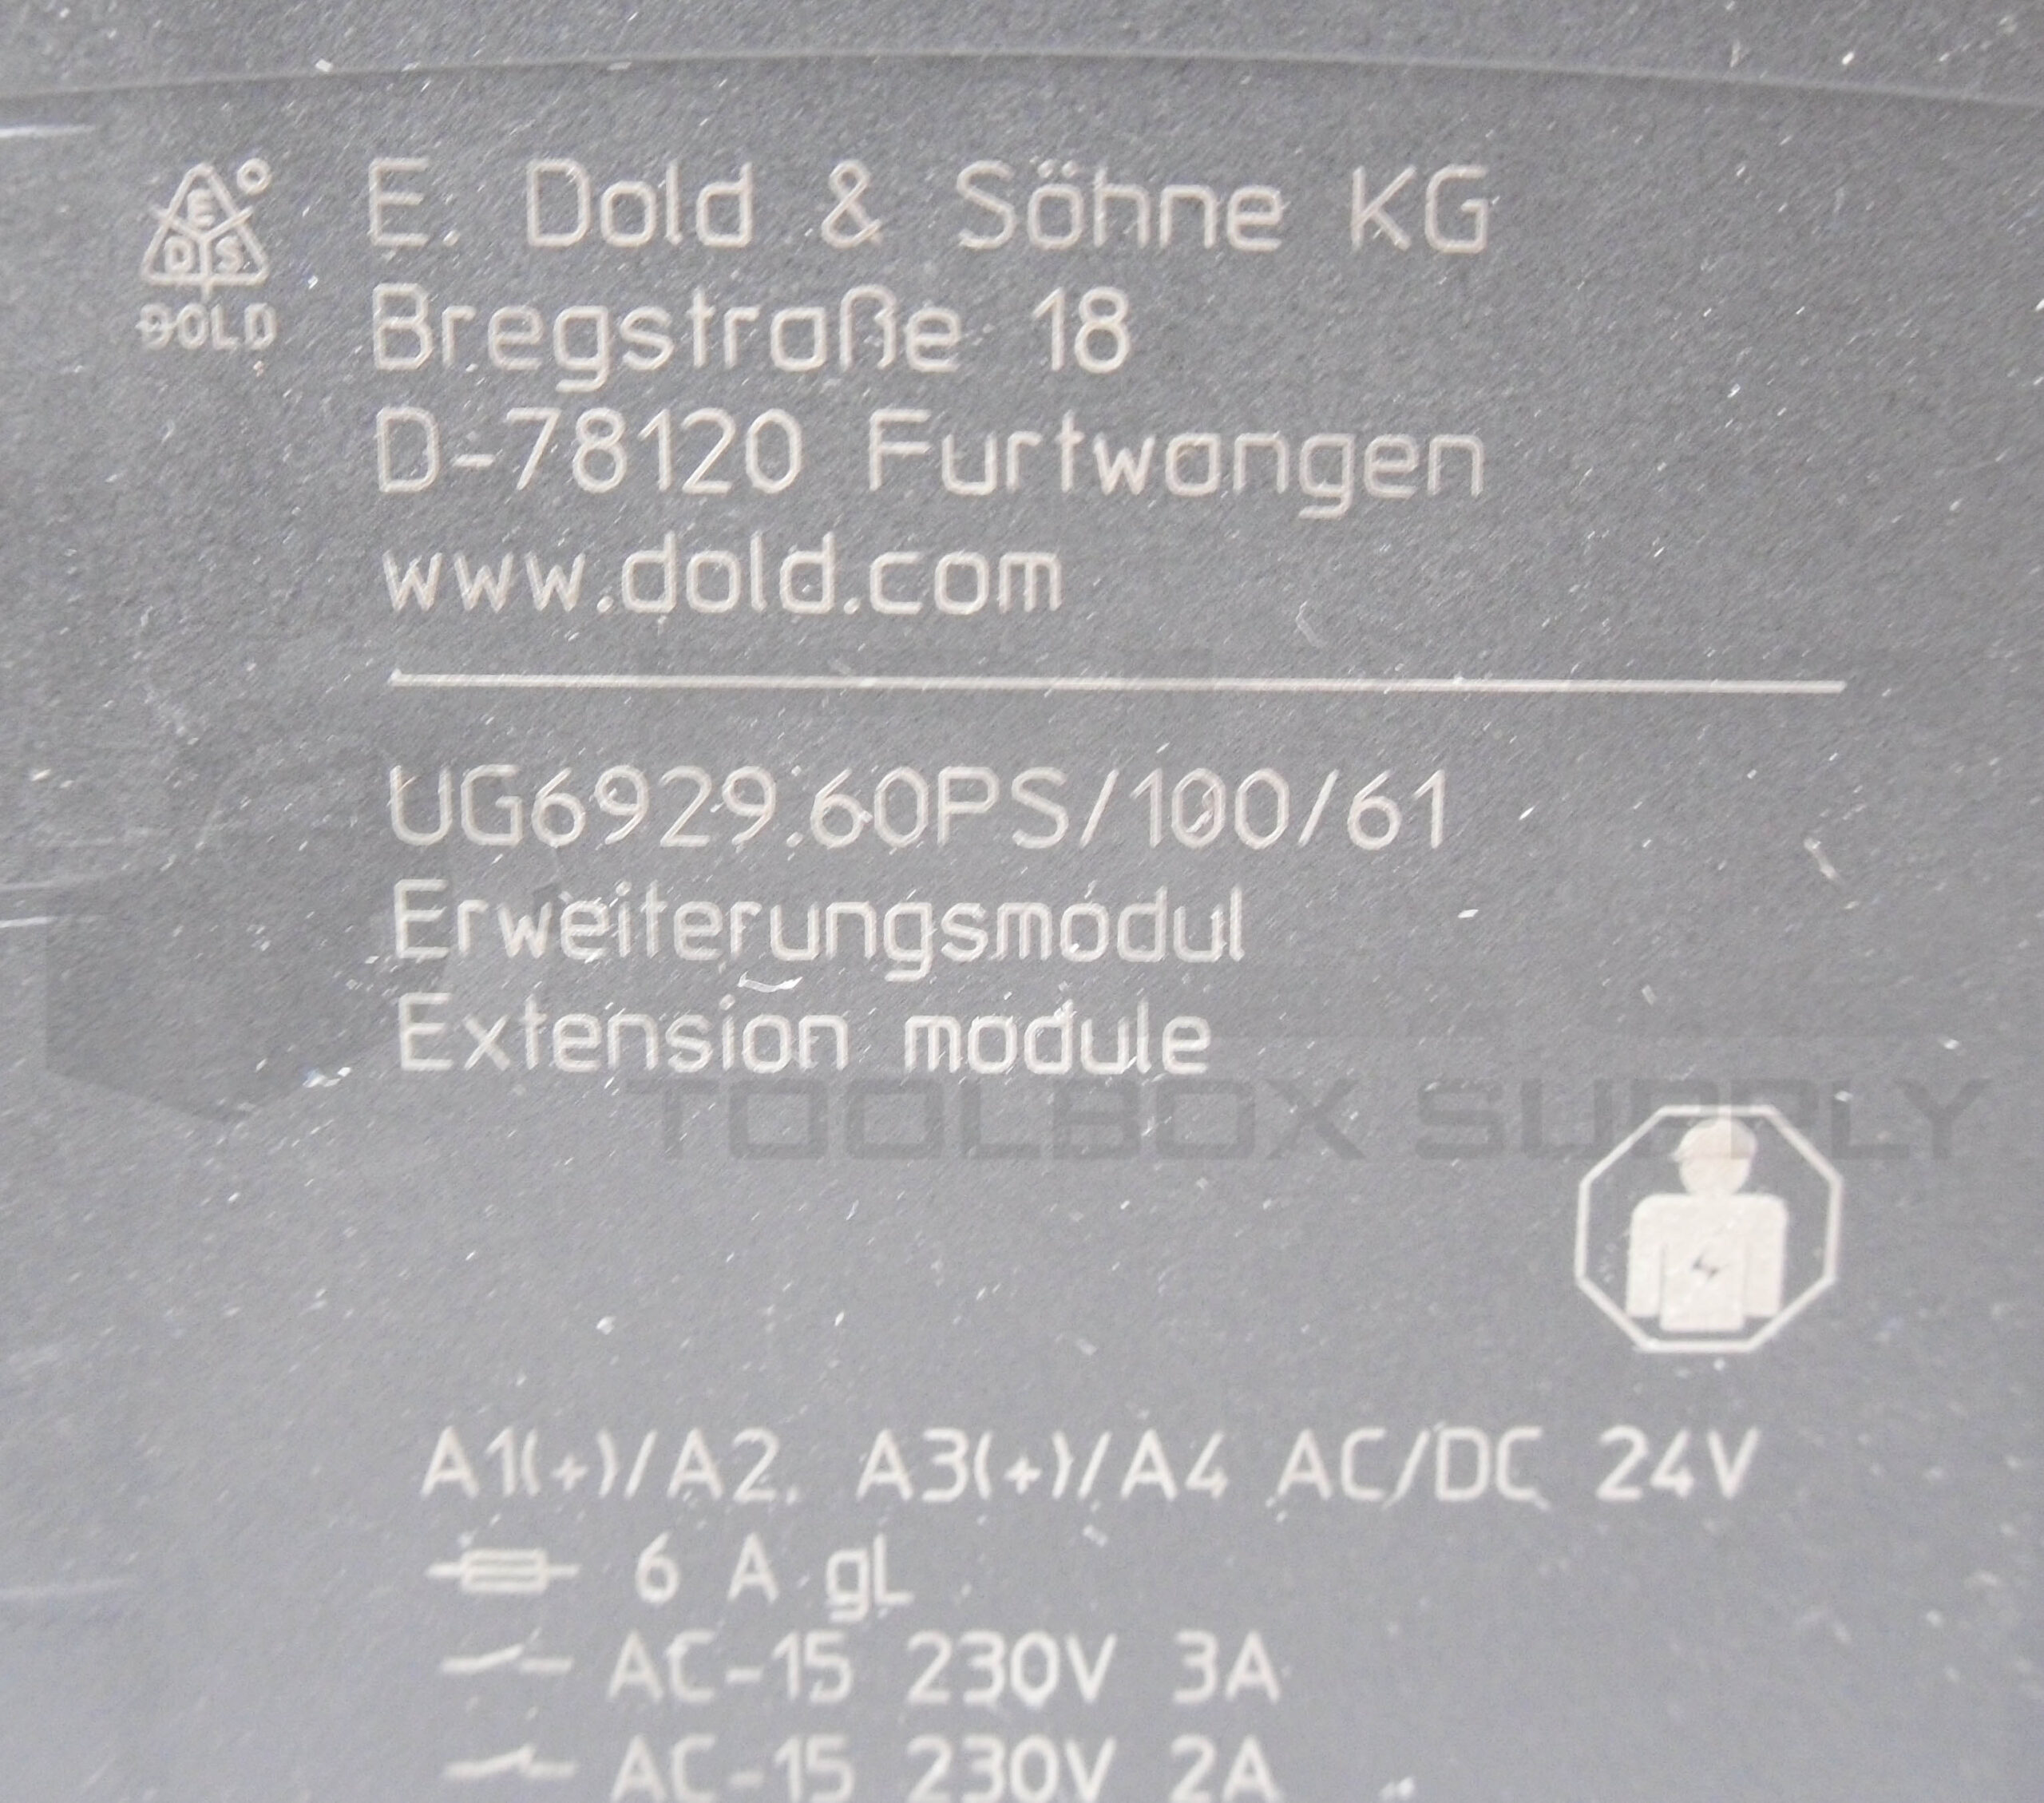 E. Dold & Söhne KG
E
D S
DOLD
Bregstraße 18
D-78120 Furtwangen
www.dold.com
UG6929.60PS/100/61
Erweiterungsmodul
Extension module
TOOLBOX SUPPLY
A1(+)/A2, A3(+)/A4 AC/DC 24V
6 A gL
AC-15 230V 3A
AC-15 230V 2A